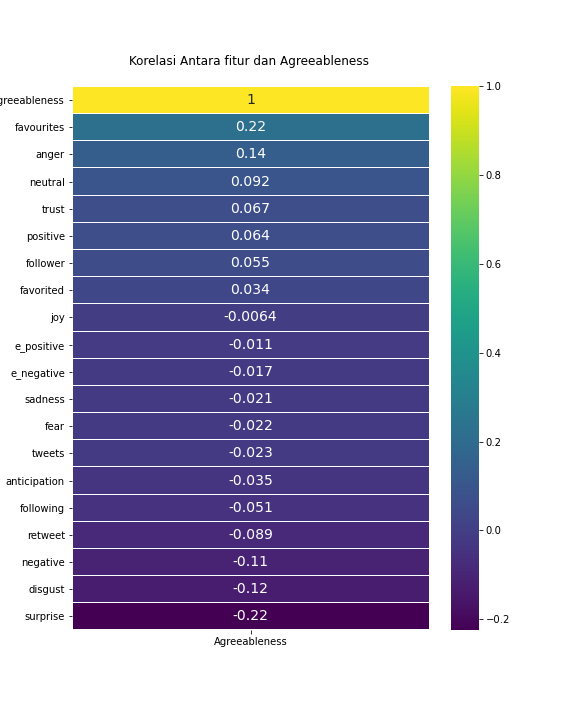 Korelasi Antara fitur dan Agreeableness
greeableness 1
favourites 0.22
anger 0.14
neutral 0.092
trust 0.067
positive 0.064
follower 0.055
favorited 0.034
joy -0.0064
e_positive -0.011
e_negative -0.017
sadness -0.021
fear -0.022
tweets -0.023
anticipation -0.035
following -0.051
retweet -0.089
negative -0.11
disgust -0.12
surprise -0.22
Agreeableness
1.0
0.8
0.6
0.4
0.2
0.0
−0.2